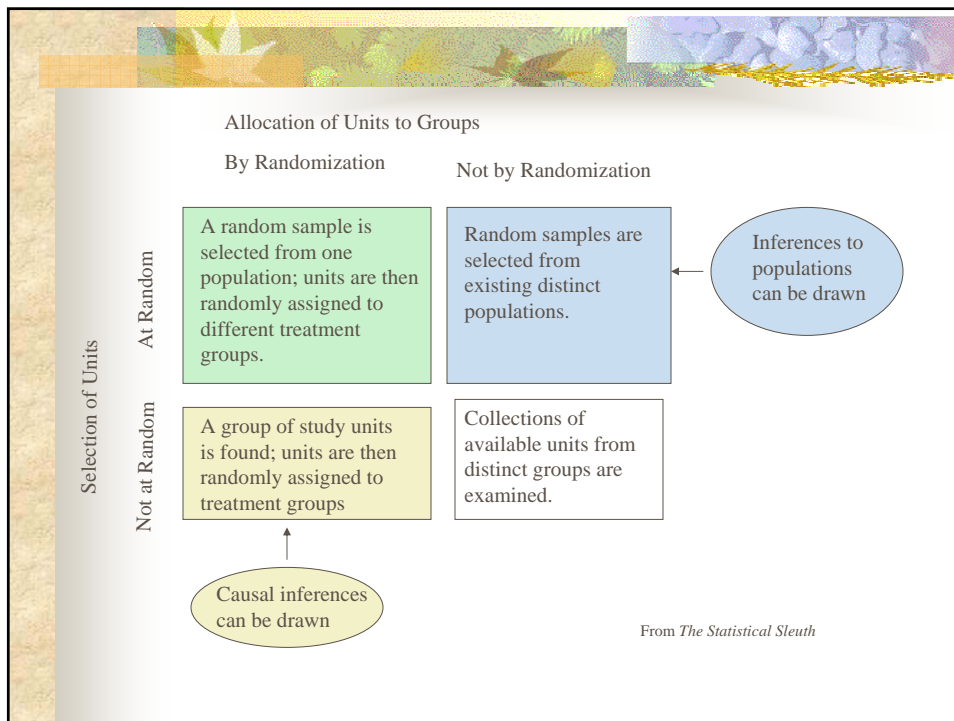 Allocation of Units to Groups
By Randomization
Not by Randomization
Selection of Units
At Random
A random sample is
selected from one
population; units are then
randomly assigned to
different treatment
groups.
Random samples are
selected from
existing distinct
populations.
Inferences to
populations
can be drawn
Not at Random
A group of study units
is found; units are then
randomly assigned to
treatment groups
Collections of
available units from
distinct groups are
examined.
Causal inferences
can be drawn
From The Statistical Sleuth